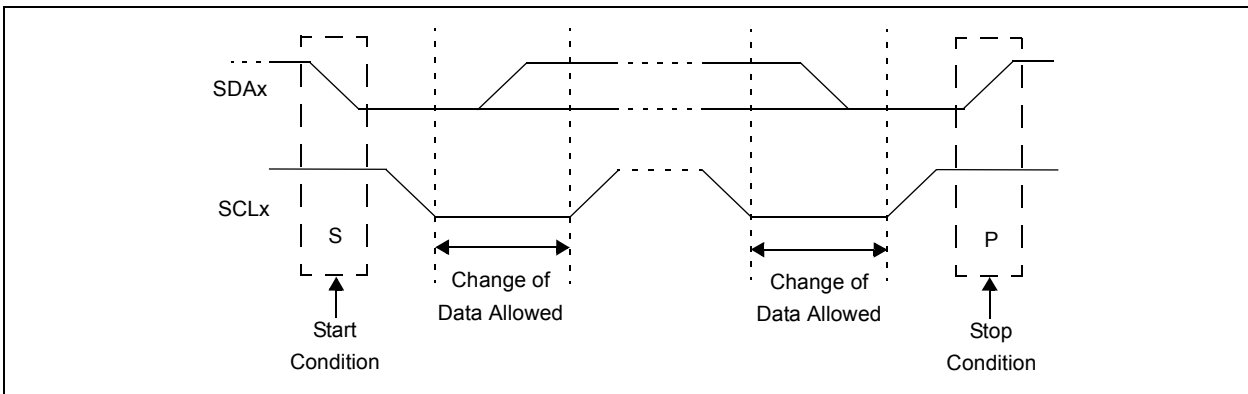 SDAx
SCLx
S
P
Change of
Data Allowed
Change of
Data Allowed
Start
Condition
Stop
Condition